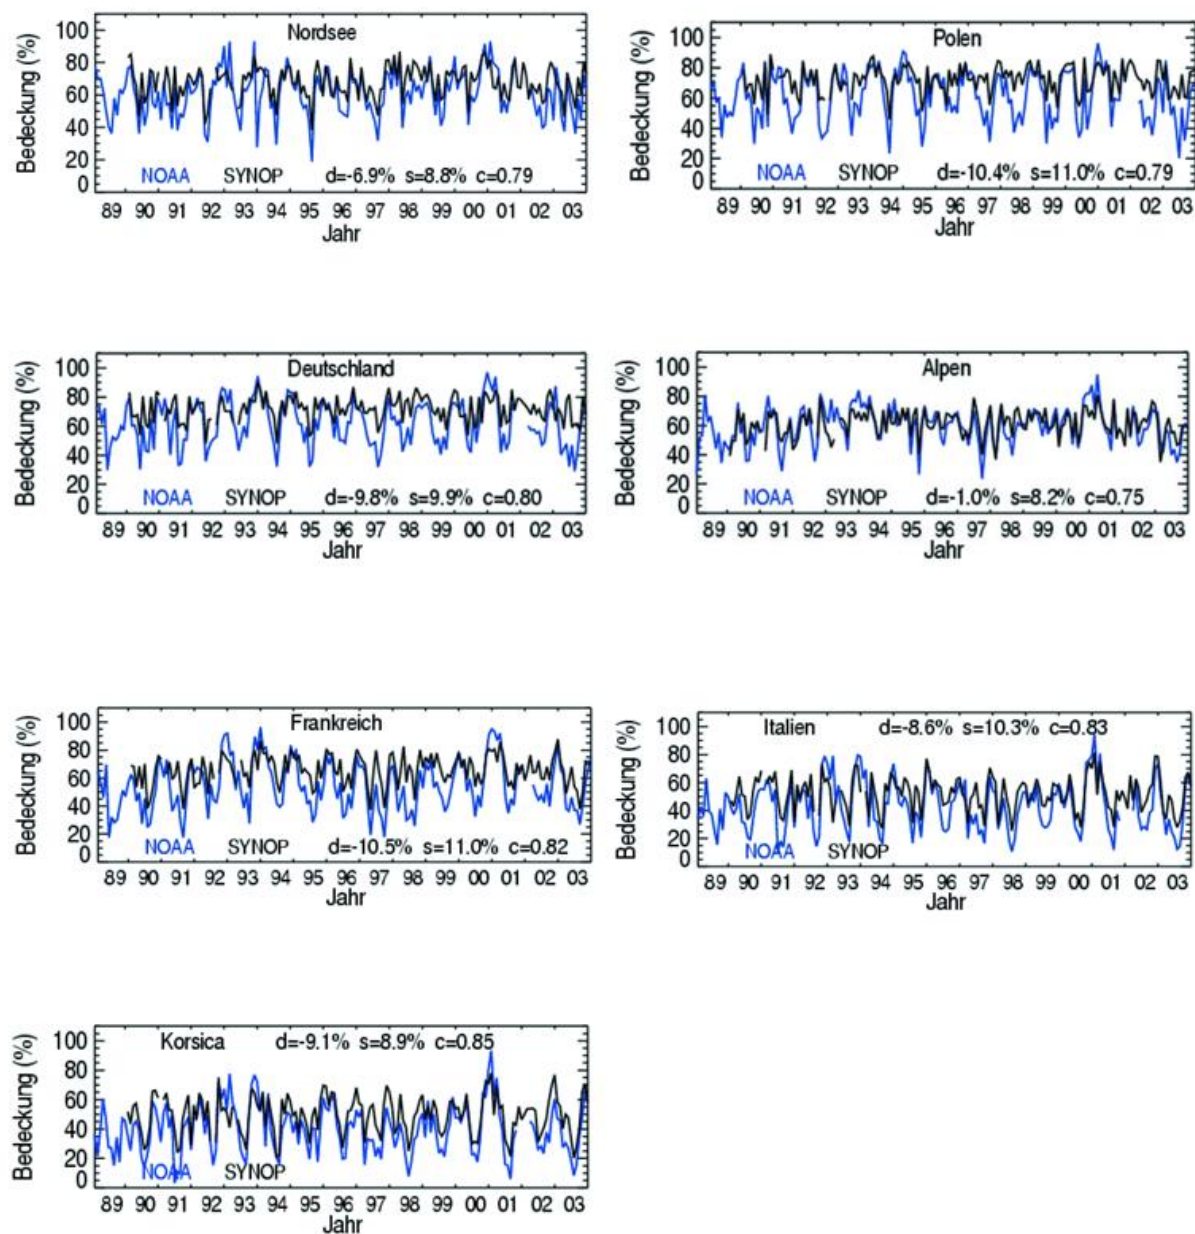 Nordsee
Bedeckung (%)
100
80
60
40
20
0
NOAA SYNOP d=-6.9% s=8.8% c=0.79
89 90 91 92 93 94 95 96 97 98 99 00 01 02 03
Jahr
Polen
Bedeckung (%)
100
80
60
40
20
0
NOAA SYNOP d=-10.4% s=11.0% c=0.79
89 90 91 92 93 94 95 96 97 98 99 00 01 02 03
Jahr
Deutschland
Bedeckung (%)
100
80
60
40
20
0
NOAA SYNOP d=-9.8% s=9.9% c=0.80
89 90 91 92 93 94 95 96 97 98 99 00 01 02 03
Jahr
Alpen
Bedeckung (%)
100
80
60
40
20
0
NOAA SYNOP d=-1.0% s=8.2% c=0.75
89 90 91 92 93 94 95 96 97 98 99 00 01 02 03
Jahr
Frankreich
Bedeckung (%)
100
80
60
40
20
0
NOAA SYNOP d=-10.5% s=11.0% c=0.82
89 90 91 92 93 94 95 96 97 98 99 00 01 02 03
Jahr
Italien d=-8.6% s=10.3% c=0.83
Bedeckung (%)
100
80
60
40
20
0
NOAA SYNOP
89 90 91 92 93 94 95 96 97 98 99 00 01 02 03
Jahr
Korsica d=-9.1% s=8.9% c=0.85
Bedeckung (%)
100
80
60
40
20
0
NOAA SYNOP
89 90 91 92 93 94 95 96 97 98 99 00 01 02 03
Jahr